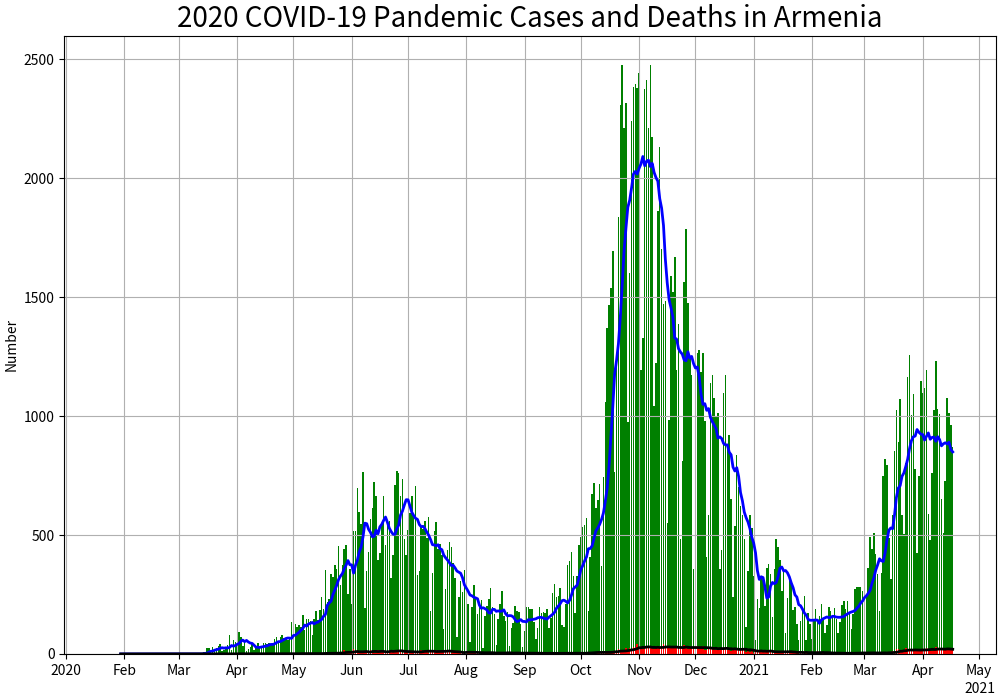 2020 COVID-19 Pandemic Cases and Deaths in Armenia
Number
2500
2000
1500
1000
500
0
2020 Feb Mar Apr May Jun Jul Aug Sep Oct Nov Dec 2021 Feb Mar Apr May
2021